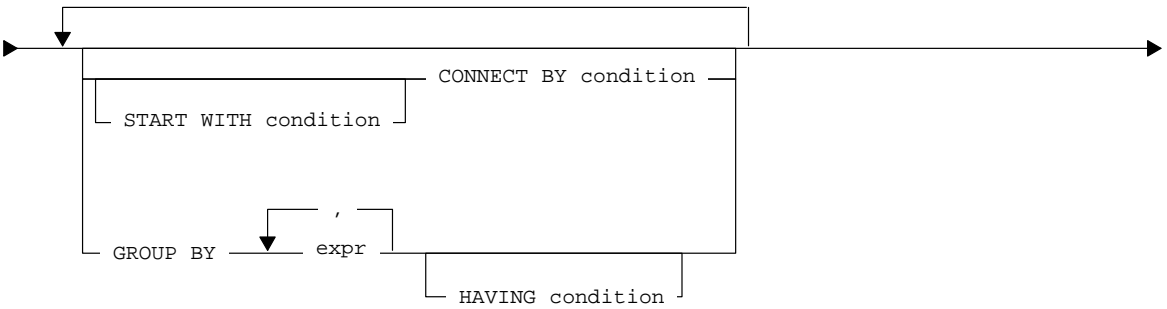 CONNECT BY condition
START WITH condition
,
GROUP BY expr
HAVING condition